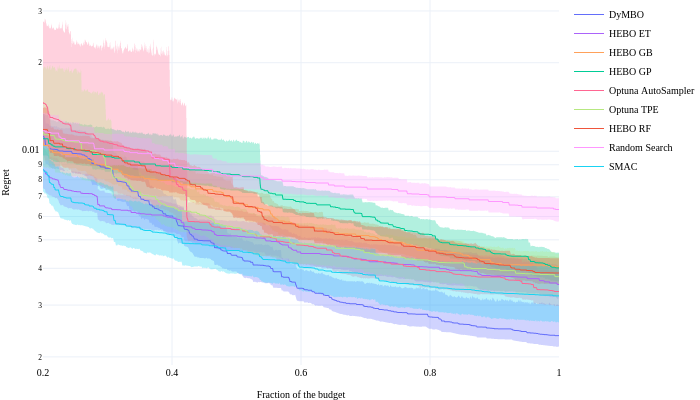 3
2
0.01
9
8
7
6
5
4
3
2
Regret
0.2
0.4
0.6
0.8
1
Fraction of the budget
DyMBO
HEBO ET
HEBO GB
HEBO GP
Optuna AutoSampler
Optuna TPE
HEBO RF
Random Search
SMAC